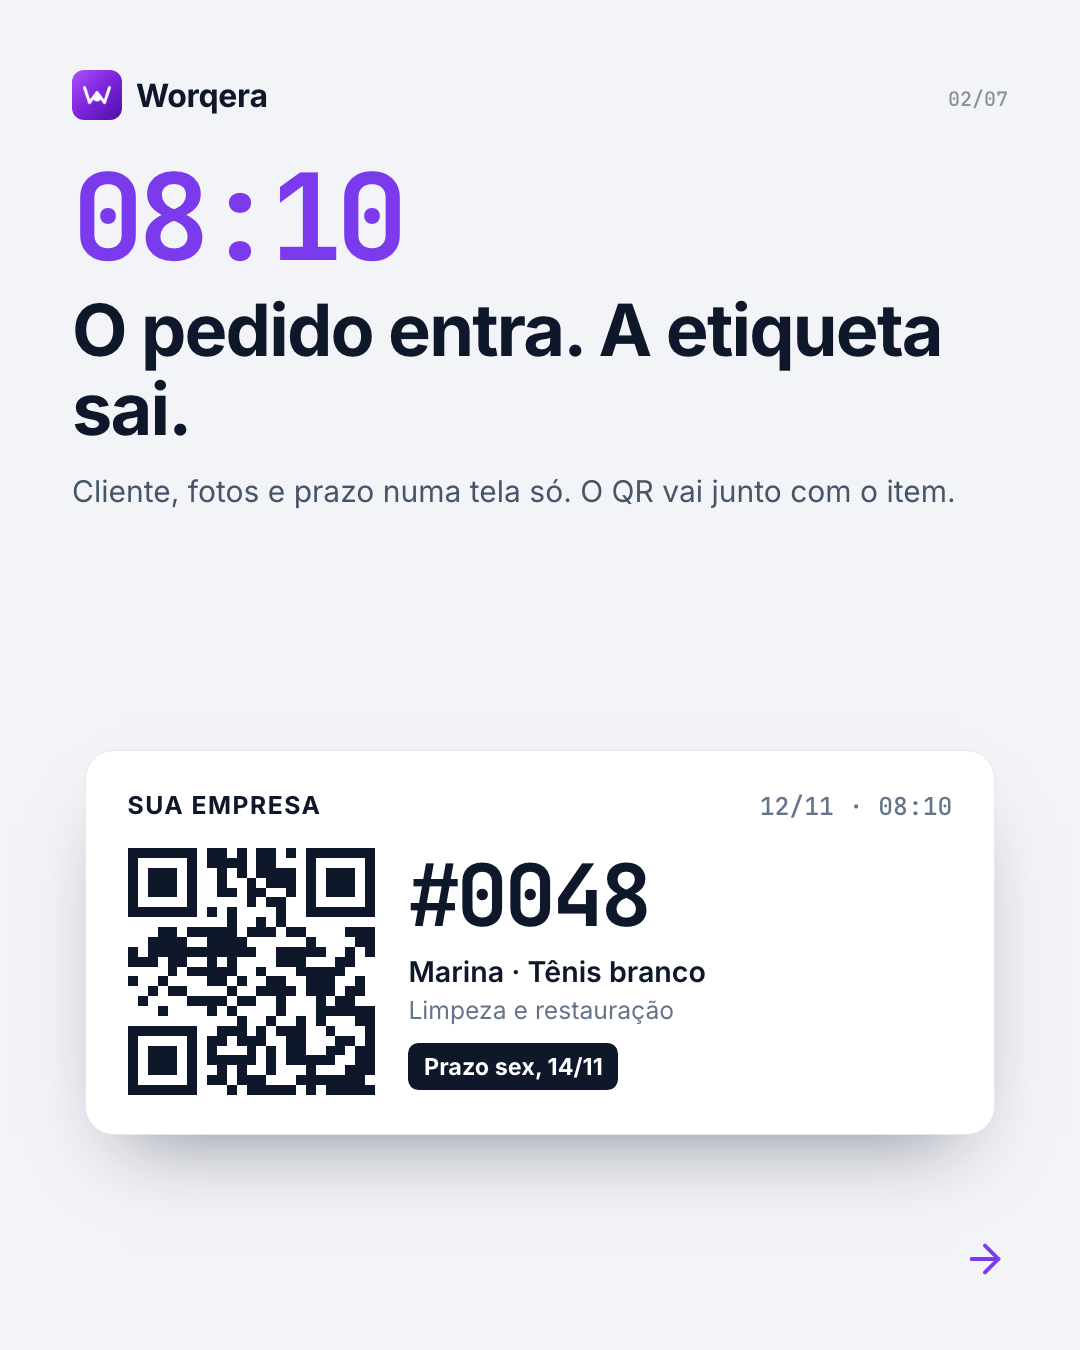 Worqera
02/07
08:10
O pedido entra. A etiqueta
sai.
Cliente, fotos e prazo numa tela só. O QR vai junto com o item.
SUA EMPRESA
12/11 · 08:10
#0048
Marina · Tênis branco
Limpeza e restauração
Prazo sex, 14/11